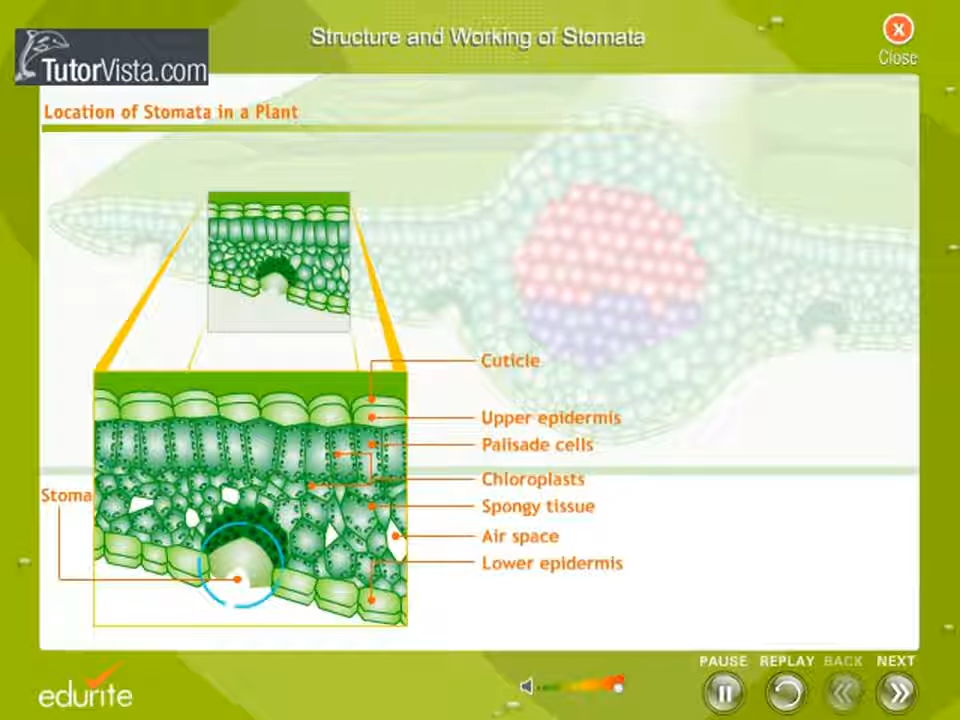 Structure and Working of Stomata
Close
TutorVista.com
Location of Stomata in a Plant
Cuticle
Upper epidermis
Palisade cells
Chloroplasts
Stoma
Spongy tissue
Air space
Lower epidermis
PAUSE REPLAY BACK NEXT
edurite